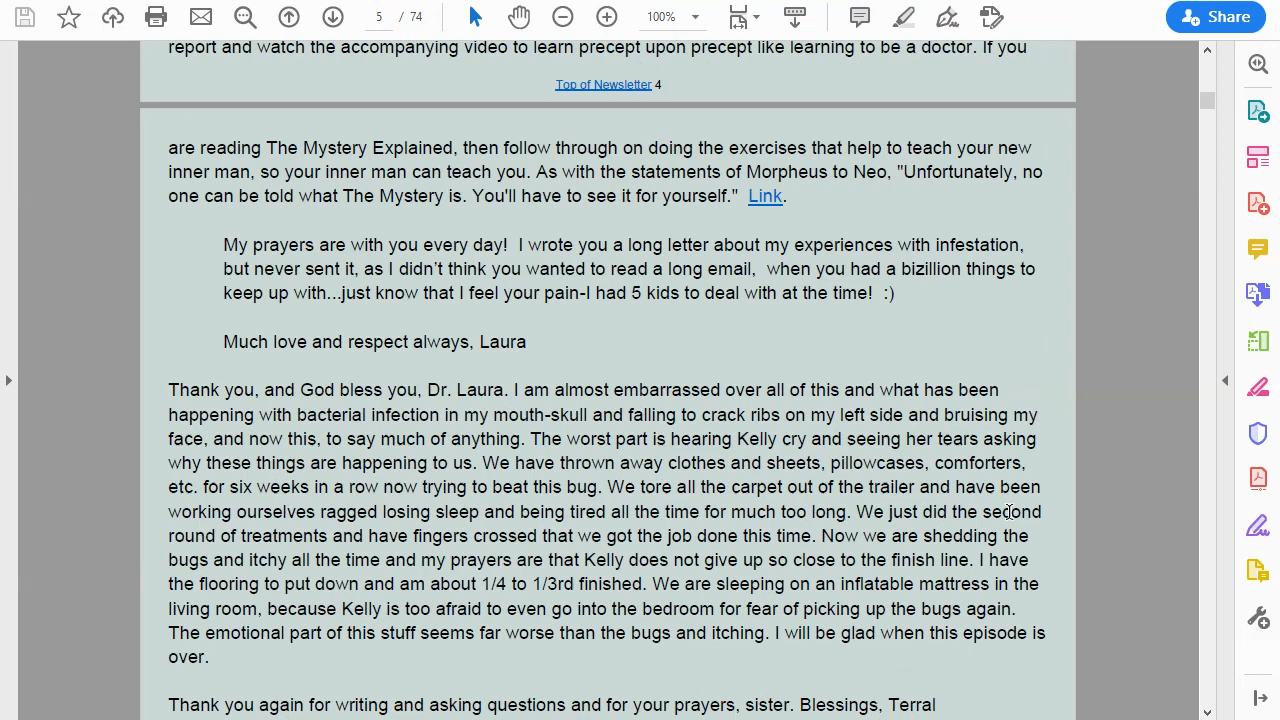 5 / 74
100%
Share
report and watch the accompanying video to learn precept upon precept like learning to be a doctor. If you
Top of Newsletter 4
are reading The Mystery Explained, then follow through on doing the exercises that help to teach your new
inner man, so your inner man can teach you. As with the statements of Morpheus to Neo, "Unfortunately, no
one can be told what The Mystery is. You'll have to see it for yourself."  Link.
My prayers are with you every day!  I wrote you a long letter about my experiences with infestation,
but never sent it, as I didn’t think you wanted to read a long email,  when you had a bizillion things to
keep up with...just know that I feel your pain-I had 5 kids to deal with at the time!  :)
Much love and respect always, Laura
Thank you, and God bless you, Dr. Laura. I am almost embarrassed over all of this and what has been
happening with bacterial infection in my mouth-skull and falling to crack ribs on my left side and bruising my
face, and now this, to say much of anything. The worst part is hearing Kelly cry and seeing her tears asking
why these things are happening to us. We have thrown away clothes and sheets, pillowcases, comforters,
etc. for six weeks in a row now trying to beat this bug. We tore all the carpet out of the trailer and have been
working ourselves ragged losing sleep and being tired all the time for much too long. We just did the second
round of treatments and have fingers crossed that we got the job done this time. Now we are shedding the
bugs and itchy all the time and my prayers are that Kelly does not give up so close to the finish line. I have
the flooring to put down and am about 1/4 to 1/3rd finished. We are sleeping on an inflatable mattress in the
living room, because Kelly is too afraid to even go into the bedroom for fear of picking up the bugs again.
The emotional part of this stuff seems far worse than the bugs and itching. I will be glad when this episode is
over.
Thank you again for writing and asking questions and for your prayers, sister. Blessings, Terral